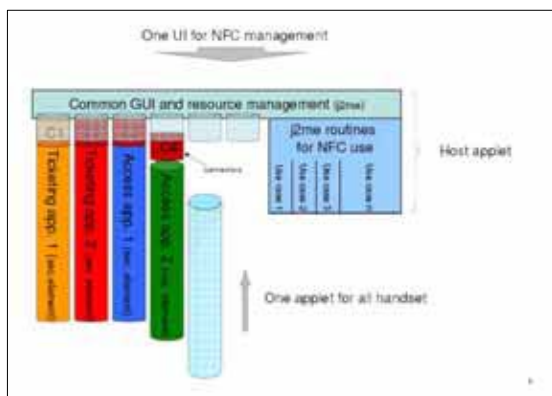 One UI for NFC management
Common GUI and resource management (j2me)
C1
j2me routines
for NFC use
Host applet
connectors
Ticketing app. 1 (sec. element)
Ticketing app. 2 (sec. element)
Access app. 1 (sec. element)
Access app. 2 (sec. element)
Use case 1
Use case 2
Use case 3
Use case n
One applet for all handset